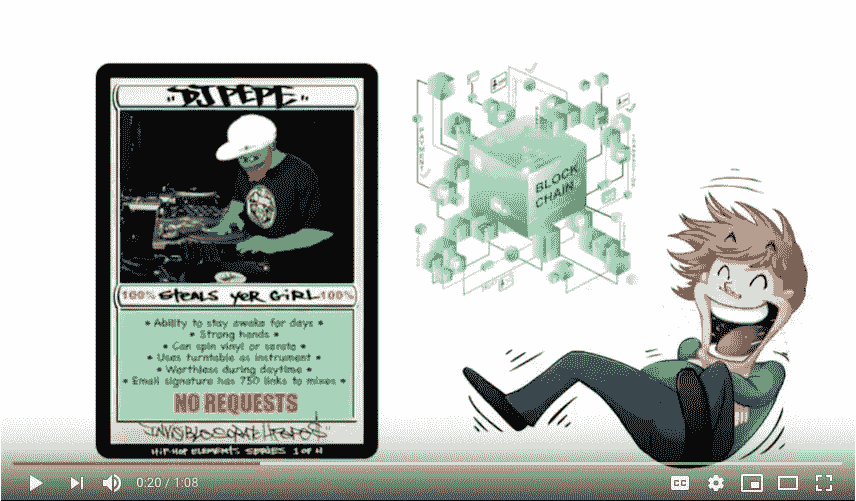 "DJ PEPE"
100% STEALS YER GIRL 100%
• Ability to stay awake for days •
• Strong hands •
• Can spin vinyl or serato •
• Uses turntable as instrument •
• Worthless during daytime •
• Email signature has 750 links to mixes •
NO REQUESTS
HIP-HOP ELEMENTS SERIES 1 OF 4
BLOCK
CHAIN
0:20 / 1:08
CC